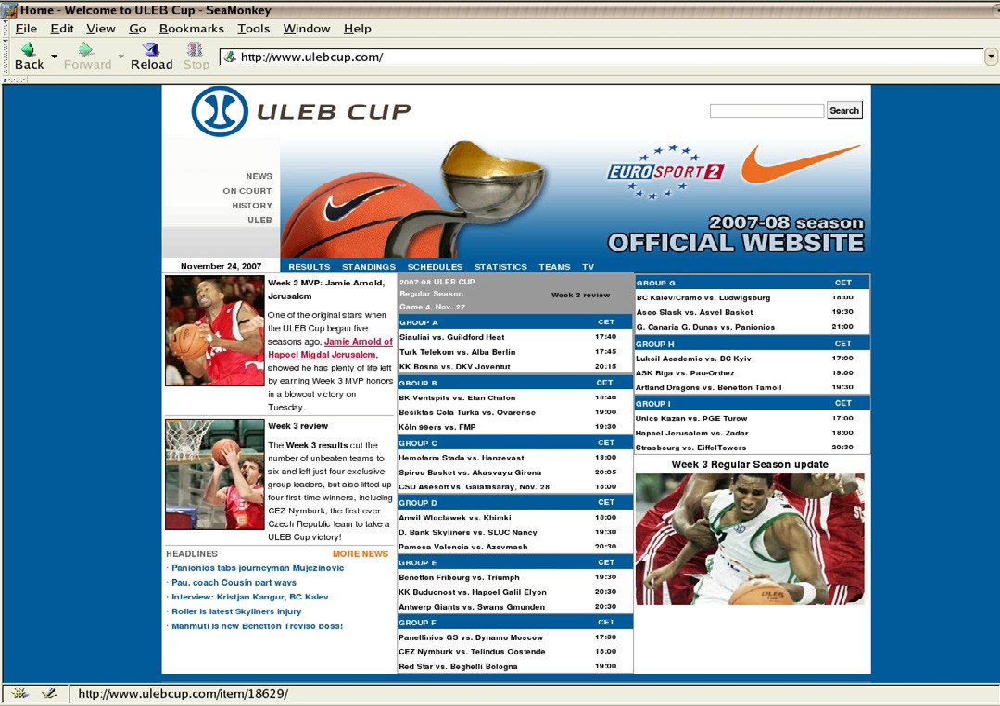 Home - Welcome to ULEB Cup - SeaMonkey
File Edit View Go Bookmarks Tools Window Help
Back Forward Reload Stop
http://www.ulebcup.com/
ULEB CUP
Search
NEWS
ON COURT
HISTORY
ULEB
EUROSPORT 2
2007-08 season
OFFICIAL WEBSITE
November 24, 2007
RESULTS STANDINGS SCHEDULES STATISTICS TEAMS TV
Week 3 MVP: Jamie Arnold,
Jerusalem
One of the original stars when
the ULEB Cup began five
seasons ago, Jamie Arnold of
Hapoel Migdal Jerusalem,
showed he has plenty of life left
by earning Week 3 MVP honors
in a blowout victory on
Tuesday.
Week 3 review
The Week 3 results cut the
number of unbeaten teams to
six and left just four exclusive
group leaders, but also lifted up
four first-time winners, including
CEZ Nymburk, the first-ever
Czech Republic team to take a
ULEB Cup victory!
HEADLINES MORE NEWS
· Panionios tabs journeyman Mujezinovic
· Pau, coach Cousin part ways
· Interview: Kristjan Kangur, BC Kalev
· Roller is latest Skyliners injury
· Mahmuti is new Benetton Treviso boss!
2007-08 ULEB CUP
Regular Season
Week 3 review
Game 4, Nov. 27
GROUP A CET
Siauliai vs. Guildford Heat 17:40
Turk Telekom vs. Alba Berlin 17:45
KK Bosna vs. DKV Joventut 20:15
GROUP B CET
BK Ventspils vs. Elan Chalon 18:40
Besiktas Cola Turka vs. Ovarense 19:00
Köln 99ers vs. FMP 19:30
GROUP C CET
Hemofarm Stada vs. Hanzevast 18:00
Spirou Basket vs. Akasvayu Girona 20:05
CSU Asesoft vs. Galatasaray, Nov. 28 18:00
GROUP D CET
Anwil Wloclawek vs. Khimki 18:00
D. Bank Skyliners vs. SLUC Nancy 19:30
Pamesa Valencia vs. Azovmash 20:30
GROUP E CET
Benetton Fribourg vs. Triumph 19:30
KK Buducnost vs. Hapoel Galil Elyon 20:30
Antwerp Giants vs. Swans Gmunden 20:30
GROUP F CET
Panellinios GS vs. Dynamo Moscow 17:30
CEZ Nymburk vs. Telindus Oostende 18:00
Red Star vs. Beghelli Bologna 19:00
GROUP G CET
BC Kalev/Cramo vs. Ludwigsburg 18:00
Asco Slask vs. Asvel Basket 19:30
G. Canaria G. Dunas vs. Panionios 21:00
GROUP H CET
Lukoil Academic vs. BC Kyiv 17:00
ASK Riga vs. Pau-Orthez 19:00
Artland Dragons vs. Benetton Tamoil 19:30
GROUP I CET
Unics Kazan vs. PGE Turow 17:00
Hapoel Jerusalem vs. Zadar 18:00
Strasbourg vs. EiffelTowers 20:30
Week 3 Regular Season update
ULEB
http://www.ulebcup.com/item/18629/